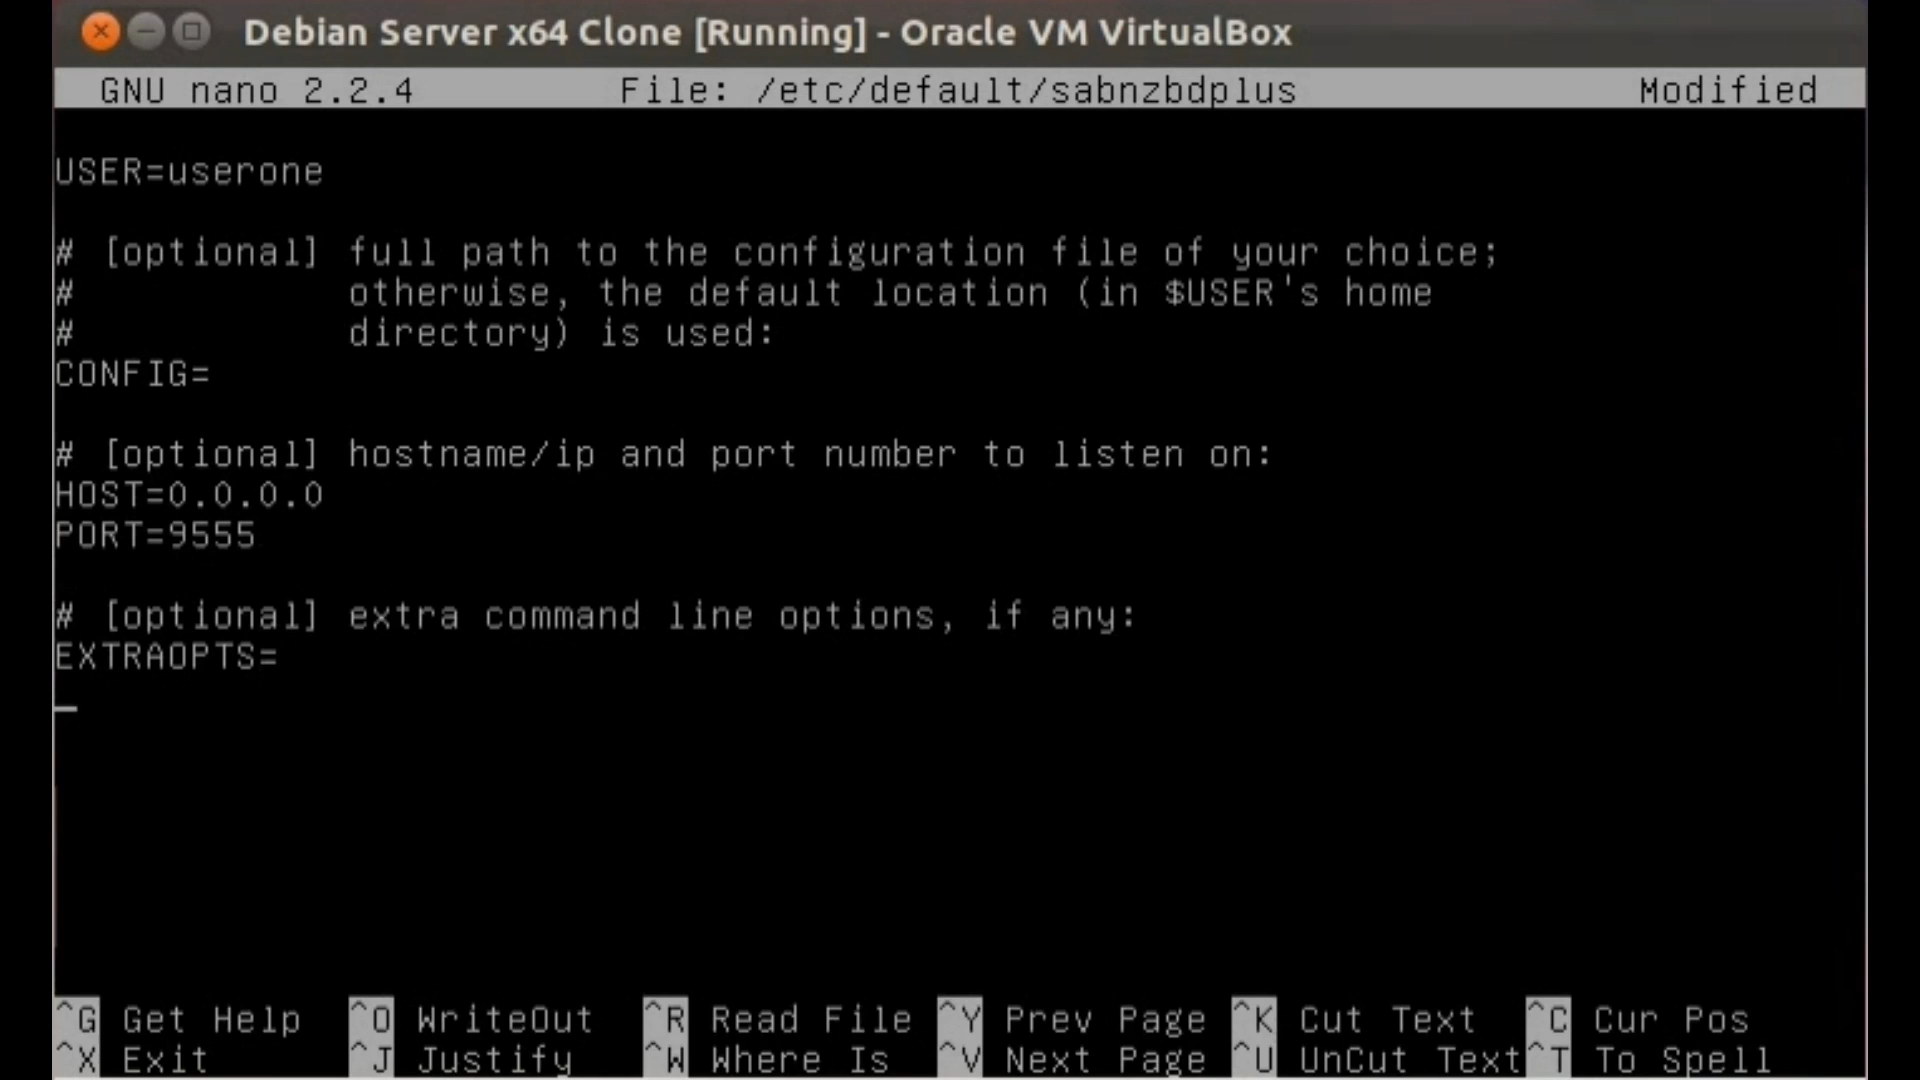 Debian Server x64 Clone [Running] - Oracle VM VirtualBox
GNU nano 2.2.4 File: /etc/default/sabnzbdplus Modified
USER=userone
# [optional] full path to the configuration file of your choice;
# otherwise, the default location (in $USER's home
# directory) is used:
CONFIG=
# [optional] hostname/ip and port number to listen on:
HOST=0.0.0.0
PORT=9555
# [optional] extra command line options, if any:
EXTRAOPTS=
^G Get Help ^O WriteOut ^R Read File ^Y Prev Page ^K Cut Text ^C Cur Pos
^X Exit ^J Justify ^W Where Is ^V Next Page ^U UnCut Text ^T To Spell